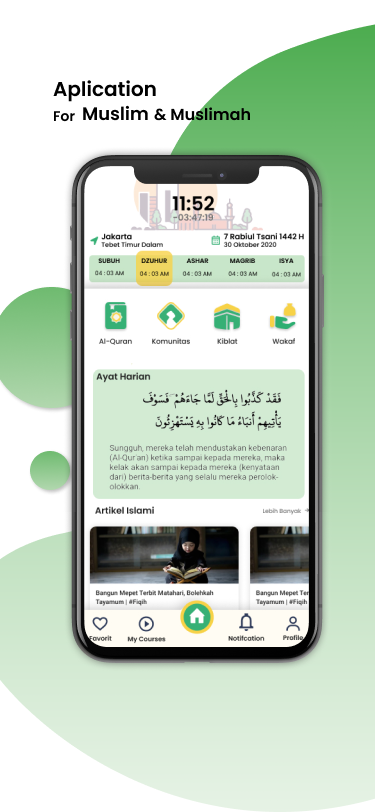 Aplication
For Muslim & Muslimah
11:52
-03:47:19
Jakarta
Tebet Timur Dalam
7 Rabiul Tsani 1442 H
30 Oktober 2020
SUBUH DZUHUR ASHAR MAGRIB ISYA
04 : 03 AM 04 : 03 AM 04 : 03 AM 04 : 03 AM 04 : 03 AM
Al-Quran Komunitas Kiblat Wakaf
Ayat Harian
فَقَدْ كَذَّبُوا بِالْحَقِّ لَمَّا جَاءَهُمْ ۖ فَسَوْفَ
يَأْتِيهِمْ أَنْبَاءُ مَا كَانُوا بِهِ يَسْتَهْزِئُونَ
Sungguh, mereka telah mendustakan kebenaran
(Al-Qur'an) ketika sampai kepada mereka, maka
kelak akan sampai kepada mereka (kenyataan
dari) berita-berita yang selalu mereka perolok-
olokkan.
Artikel Islami
Lebih Banyak
Bangun Mepet Terbit Matahari, Bolehkah
Tayamum | #Fiqih
Bangun Mepet Ter
Tayamum | #Fiqih
Favorit My Courses Notifcation Profile